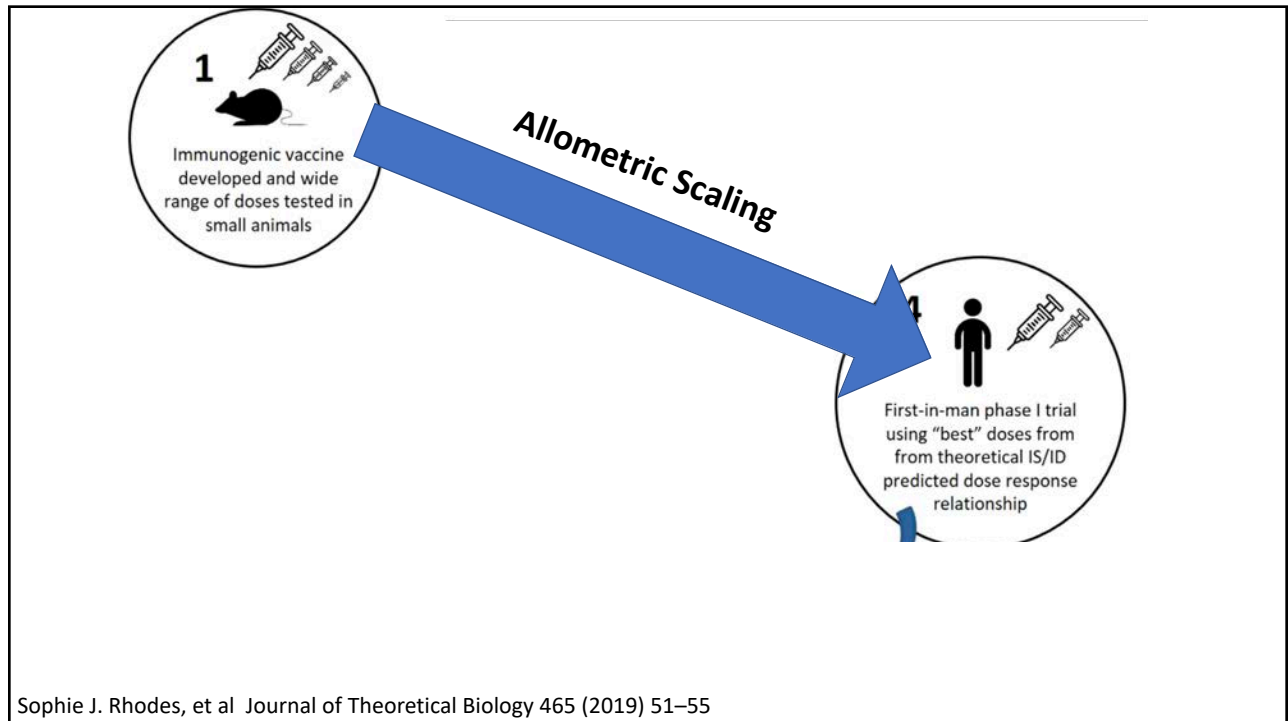 1
Immunogenic vaccine
developed and wide
range of doses tested in
small animals
Allometric Scaling
4
First-in-man phase I trial
using “best” doses from
from theoretical IS/ID
predicted dose response
relationship
Sophie J. Rhodes, et al Journal of Theoretical Biology 465 (2019) 51–55